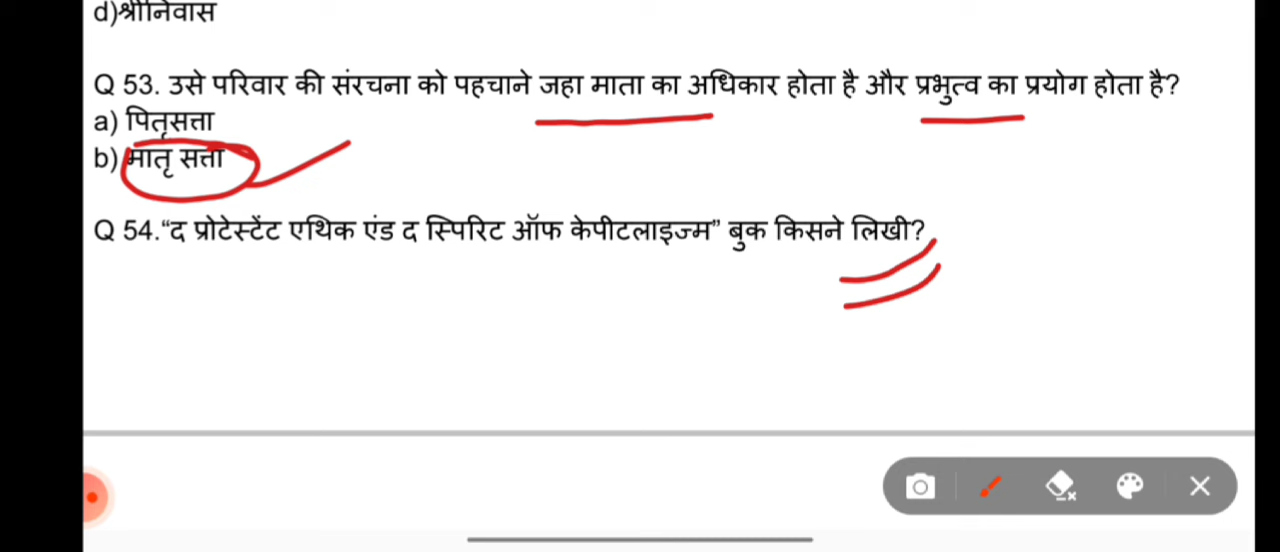 d)श्रीनिवास
Q 53. उसे परिवार की संरचना को पहचाने जहा माता का अधिकार होता है और प्रभुत्व का प्रयोग होता है?
a) पितृसत्ता
b) मातृ सत्ता
Q 54.“द प्रोटेस्टेंट एथिक एंड द स्पिरिट ऑफ केपीटलाइज्म” बुक किसने लिखी?